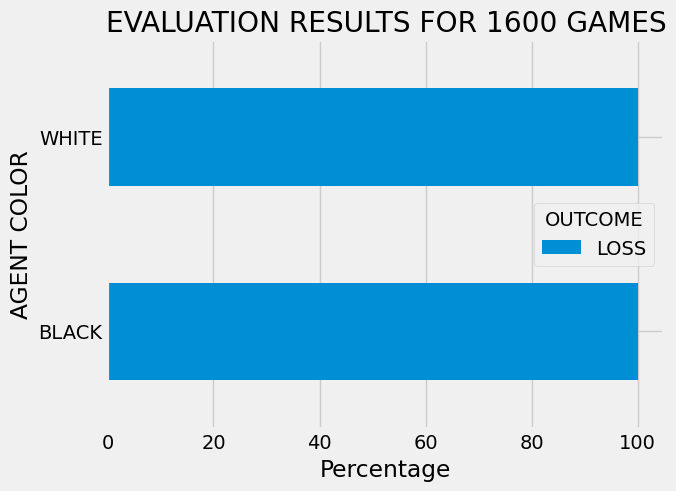 EVALUATION RESULTS FOR 1600 GAMES
WHITE
AGENT COLOR
OUTCOME
LOSS
BLACK
0 20 40 60 80 100
Percentage